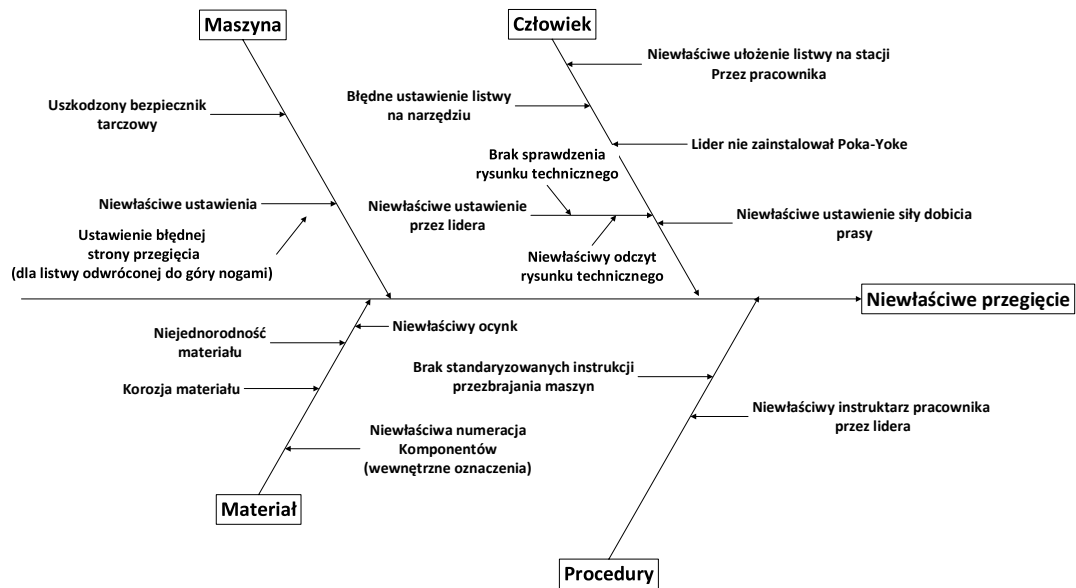 Maszyna
Człowiek
Uszkodzony bezpiecznik
tarczowy
Niewłaściwe ustawienia
Ustawienie błędnej
strony przegięcia
(dla listwy odwróconej do góry nogami)
Niewłaściwe ułożenie listwy na stacji
Przez pracownika
Błędne ustawienie listwy
na narzędziu
Lider nie zainstalował Poka-Yoke
Brak sprawdzenia
rysunku technicznego
Niewłaściwe ustawienie
przez lidera
Niewłaściwy odczyt
rysunku technicznego
Niewłaściwe ustawienie siły dobicia
prasy
Niewłaściwe przegięcie
Niewłaściwy ocynk
Niejednorodność
materiału
Korozja materiału
Niewłaściwa numeracja
Komponentów
(wewnętrzne oznaczenia)
Materiał
Brak standaryzowanych instrukcji
przezbrajania maszyn
Niewłaściwy instruktarz pracownika
przez lidera
Procedury